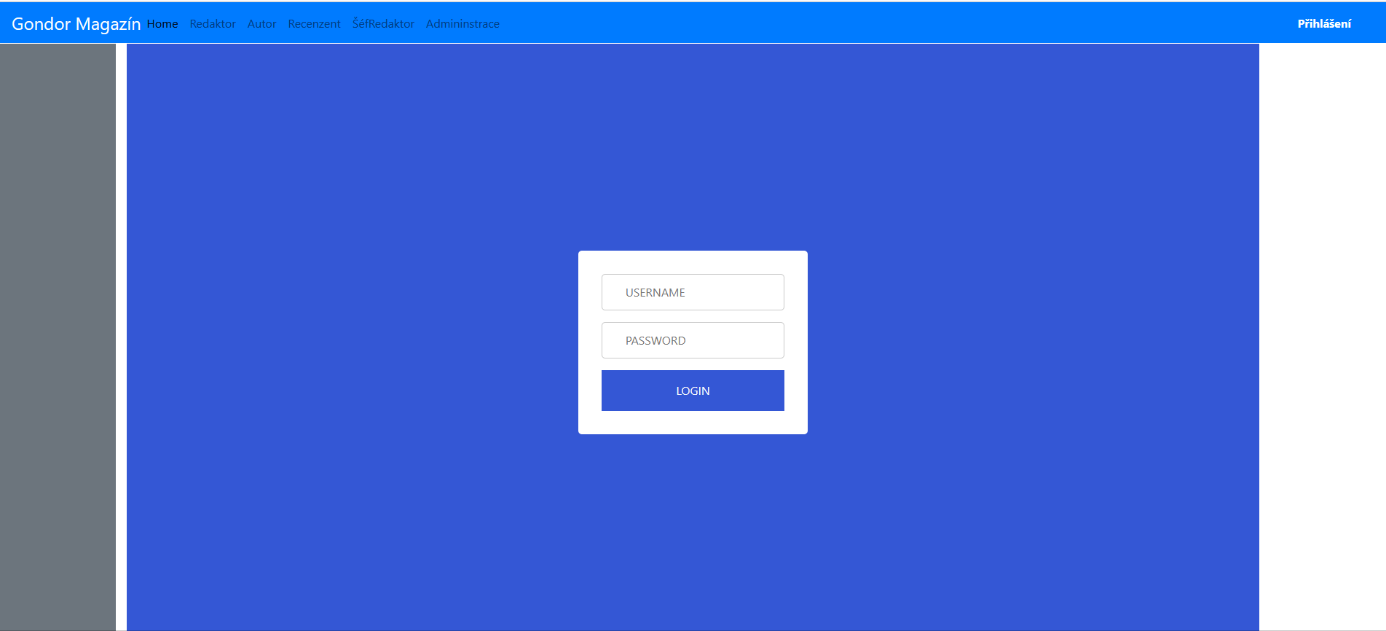 Gondor Magazín Home Redaktor Autor Recenzent ŠéfRedaktor Admininstrace Přihlášení
USERNAME
PASSWORD
LOGIN